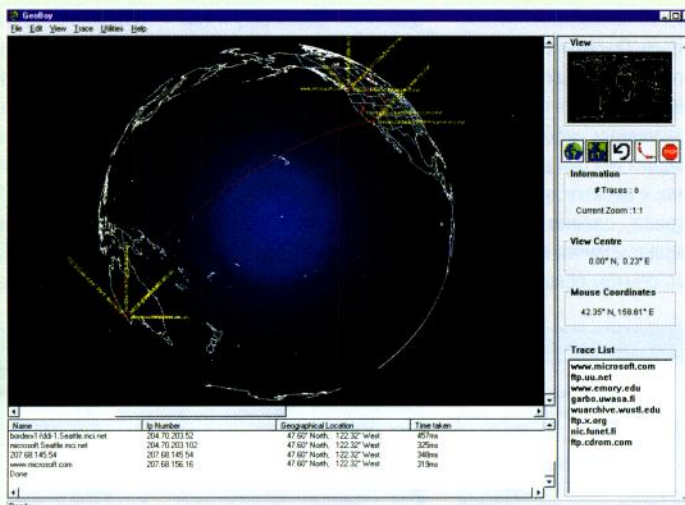 GeoBoy
File Edit View Trace Utilities Help
View
STOP
Information
# Traces : 8
Current Zoom :1:1
View Centre
0.00° N, 0.23° E
Mouse Coordinates
42.35° N, 158.61° E
Trace List
www.microsoft.com
ftp.uu.net
www.emory.edu
garbo.uwasa.fi
wuarchive.wustl.edu
ftp.x.org
nic.funet.fi
ftp.cdrom.com
Name Ip Number Geographical Location Time taken
borderx1-fddi-1.Seattle.mci.net 204.70.203.52 47.60° North, 122.32° West 457ms
microsoft.Seattle.mci.net 204.70.203.102 47.60° North, 122.32° West 325ms
207.68.145.54 207.68.145.54 47.60° North, 122.32° West 348ms
www.microsoft.com 207.68.156.16 47.60° North, 122.32° West 319ms
Done